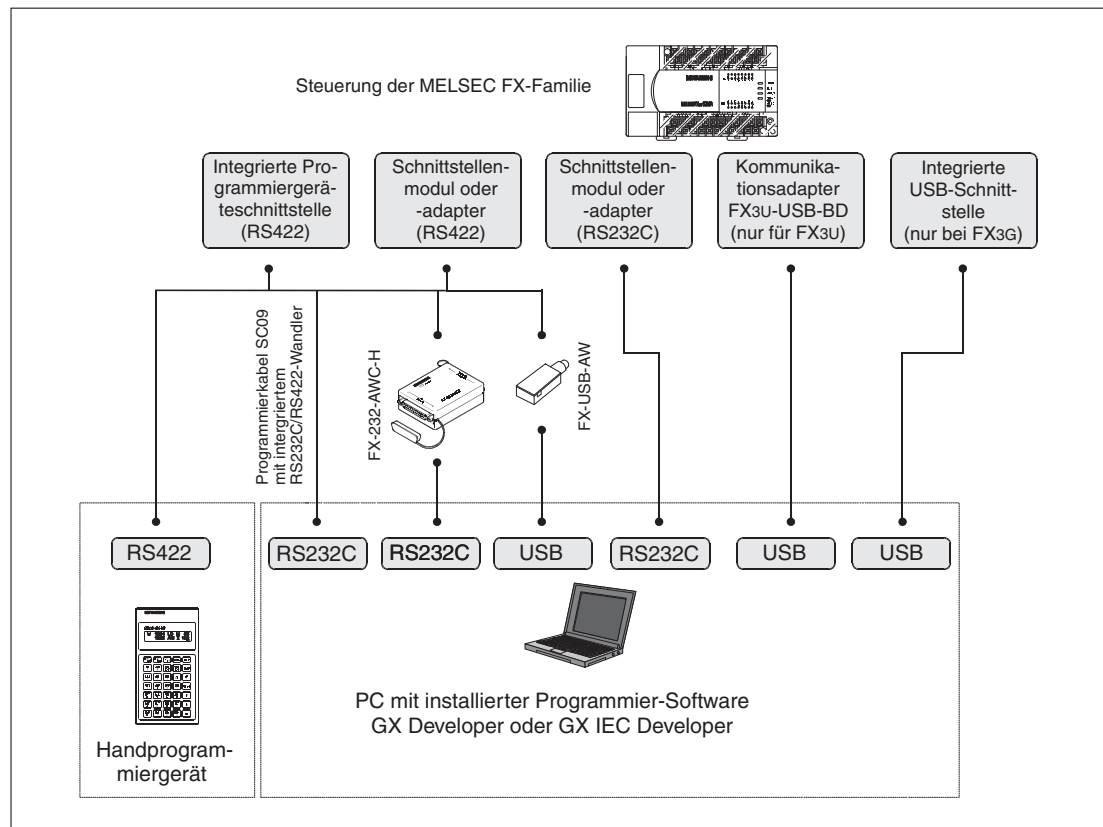 Steuerung der MELSEC FX-Familie
Integrierte Pro-
grammiergerä-
teschnittstelle
(RS422)
Schnittstellen-
modul oder
-adapter
(RS422)
Schnittstellen-
modul oder
-adapter
(RS232C)
Kommunika-
tionsadapter
FX3U-USB-BD
(nur für FX3U)
Integrierte
USB-Schnitt-
stelle
(nur bei FX3G)
Programmierkabel SC09
mit intergriertem
RS232C/RS422-Wandler
FX-232-AWC-H
FX-USB-AW
RS422
RS232C
RS232C
USB
RS232C
USB
USB
Handprogram-
miergerät
PC mit installierter Programmier-Software
GX Developer oder GX IEC Developer